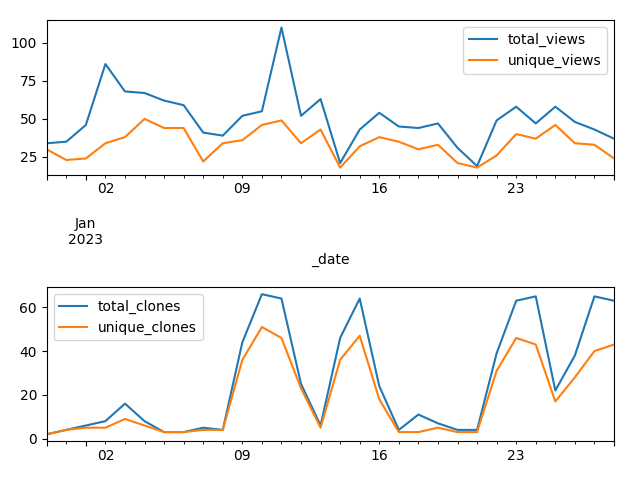 100
75
50
25
total_views
unique_views
02
09
16
23
Jan
2023
_date
60
40
20
0
total_clones
unique_clones
02
09
16
23